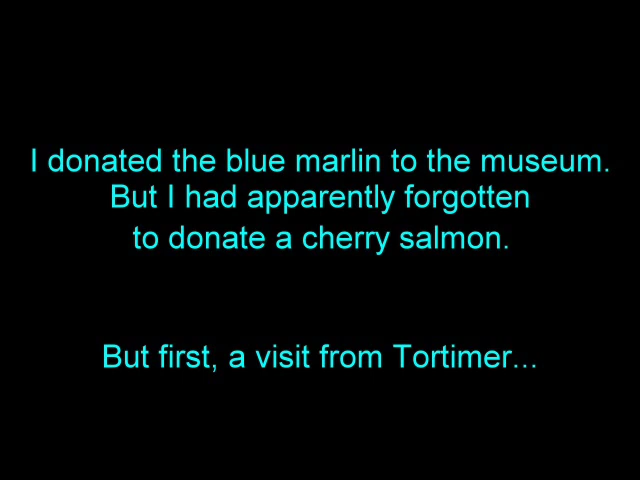 I donated the blue marlin to the museum.
But I had apparently forgotten
to donate a cherry salmon.
But first, a visit from Tortimer...